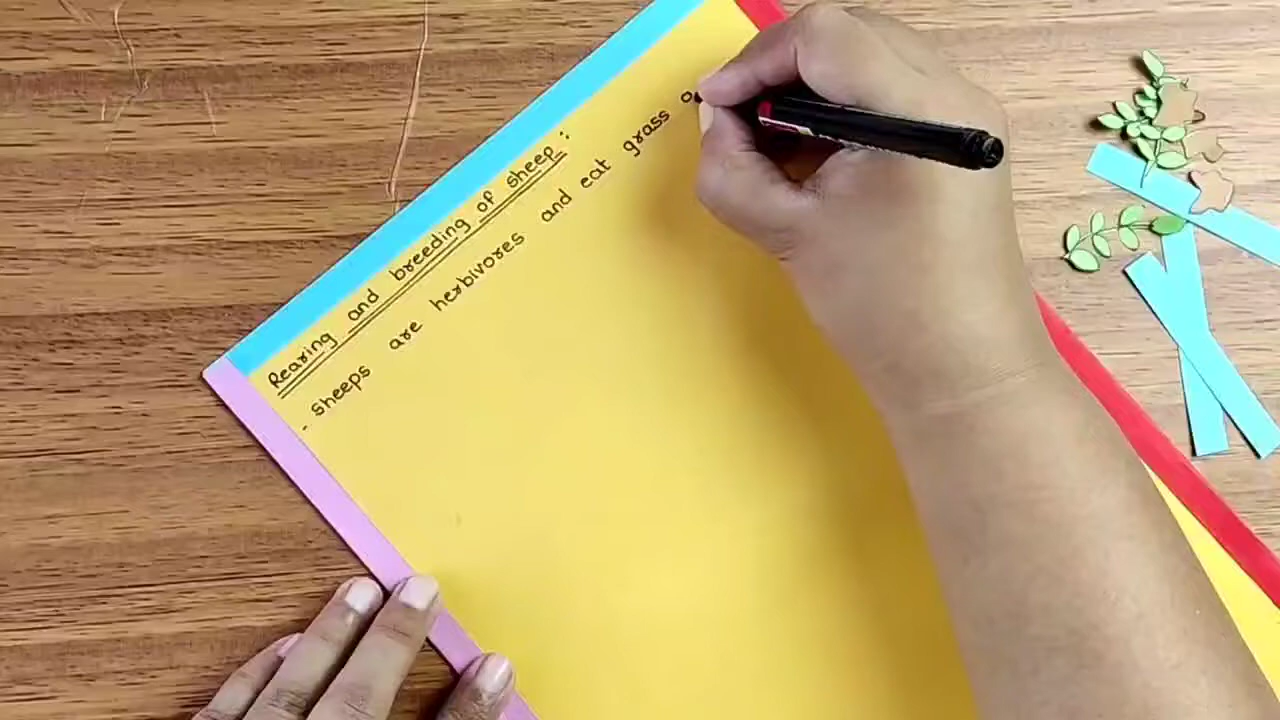 Rearing and breeding of sheep :
- sheeps are herbivores and eat grass